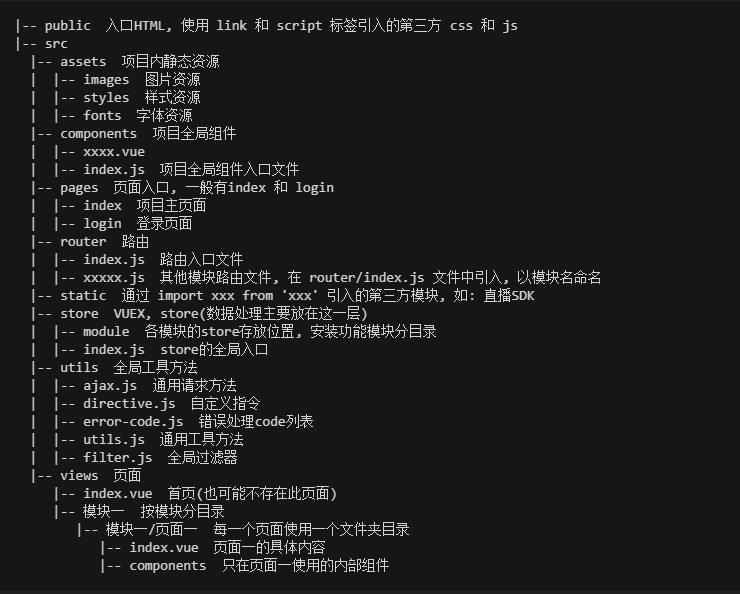 |-- public  入口HTML, 使用 link 和 script 标签引入的第三方 css 和 js
|-- src
  |-- assets  项目内静态资源
  |  |-- images  图片资源
  |  |-- styles  样式资源
  |  |-- fonts  字体资源
  |-- components  项目全局组件
  |  |-- xxxx.vue
  |  |-- index.js  项目全局组件入口文件
  |-- pages  页面入口, 一般有index 和 login
  |  |-- index  项目主页面
  |  |-- login  登录页面
  |-- router  路由
  |  |-- index.js  路由入口文件
  |  |-- xxxxx.js  其他模块路由文件, 在 router/index.js 文件中引入, 以模块名命名
  |-- static  通过 import xxx from 'xxx' 引入的第三方模块, 如: 直播SDK
  |-- store  VUEX, store(数据处理主要放在这一层)
  |  |-- module  各模块的store存放位置, 安装功能模块分目录
  |  |-- index.js  store的全局入口
  |-- utils  全局工具方法
  |  |-- ajax.js  通用请求方法
  |  |-- directive.js  自定义指令
  |  |-- error-code.js  错误处理code列表
  |  |-- utils.js  通用工具方法
  |  |-- filter.js  全局过滤器
  |-- views  页面
     |-- index.vue  首页(也可能不存在此页面)
     |-- 模块一  按模块分目录
        |-- 模块一/页面一  每一个页面使用一个文件夹目录
           |-- index.vue  页面一的具体内容
           |-- components  只在页面一使用的内部组件